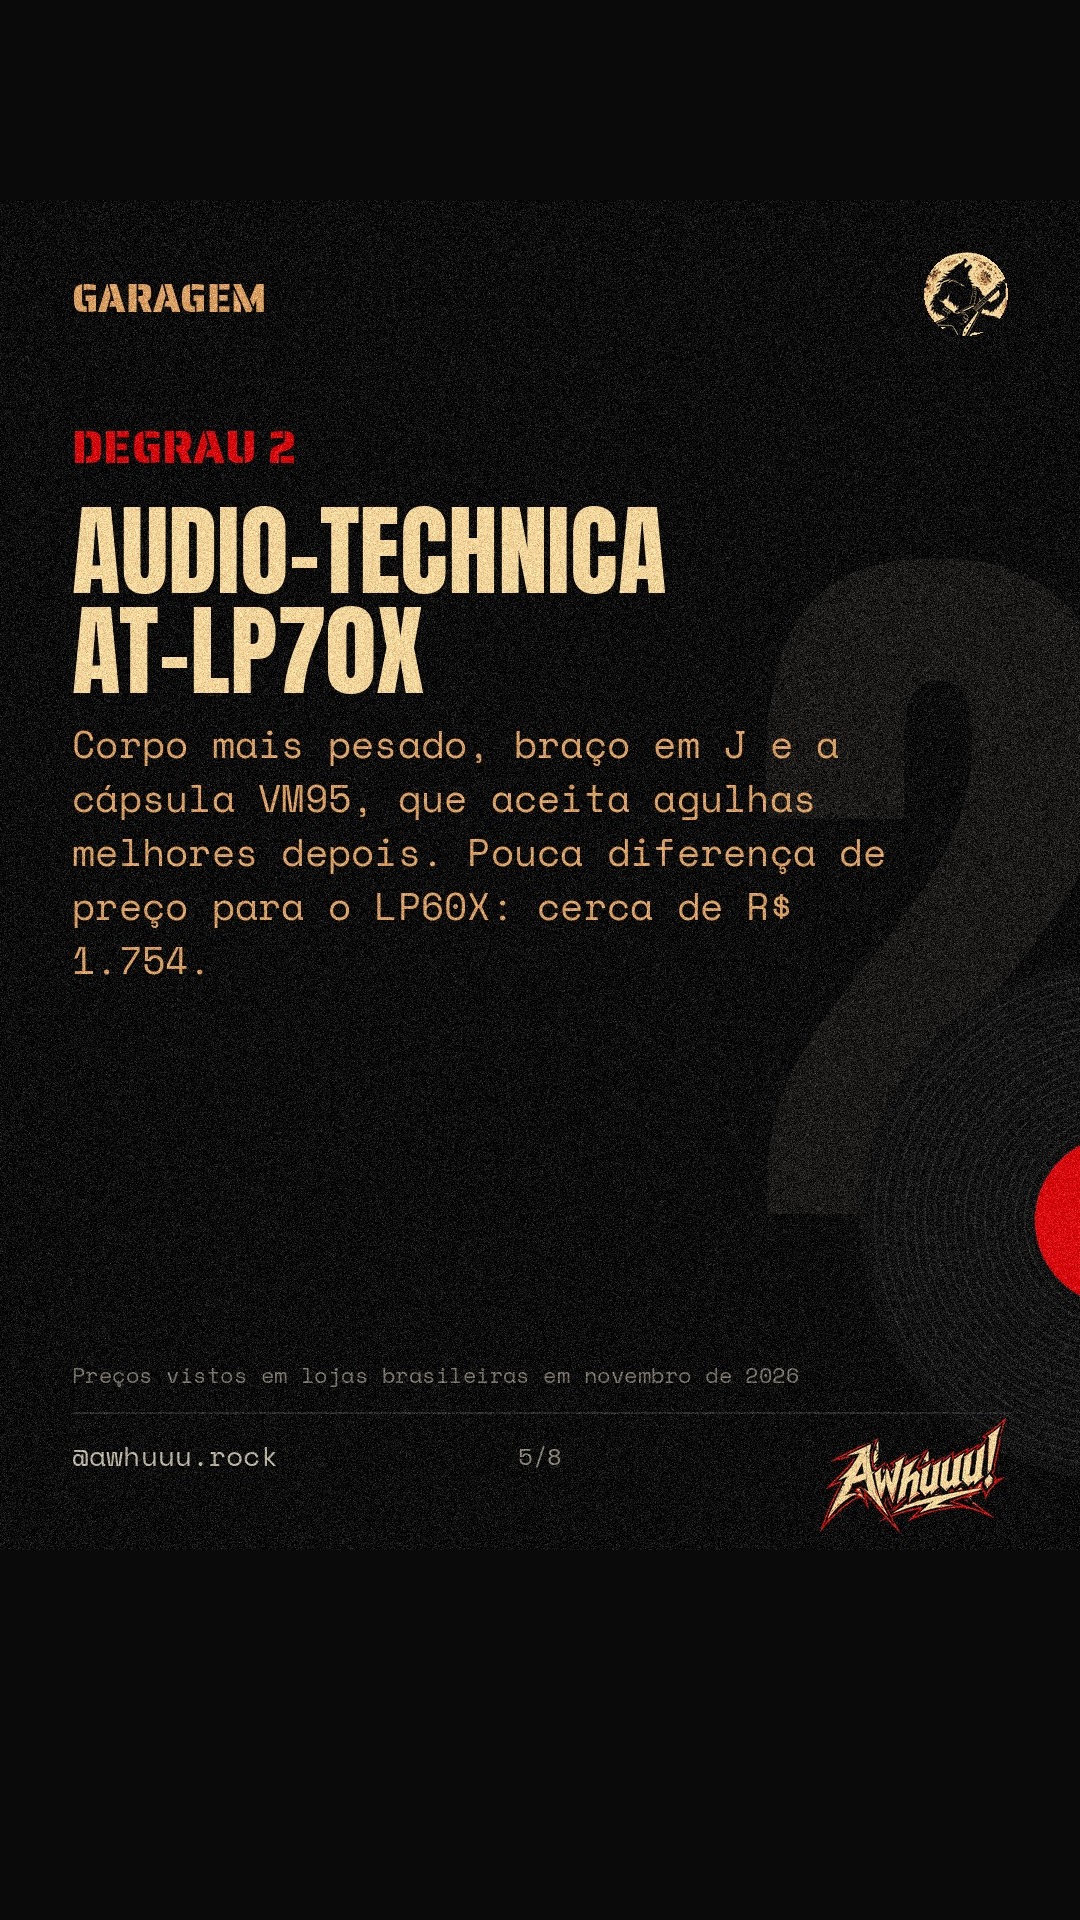 GARAGEM
DEGRAU 2
AUDIO-TECHNICA
AT-LP70X
Corpo mais pesado, braço em J e a
cápsula VM95, que aceita agulhas
melhores depois. Pouca diferença de
preço para o LP60X: cerca de R$
1.754.
2
Preços vistos em lojas brasileiras em novembro de 2026
@awhuuu.rock
5/8
Awhuuu!